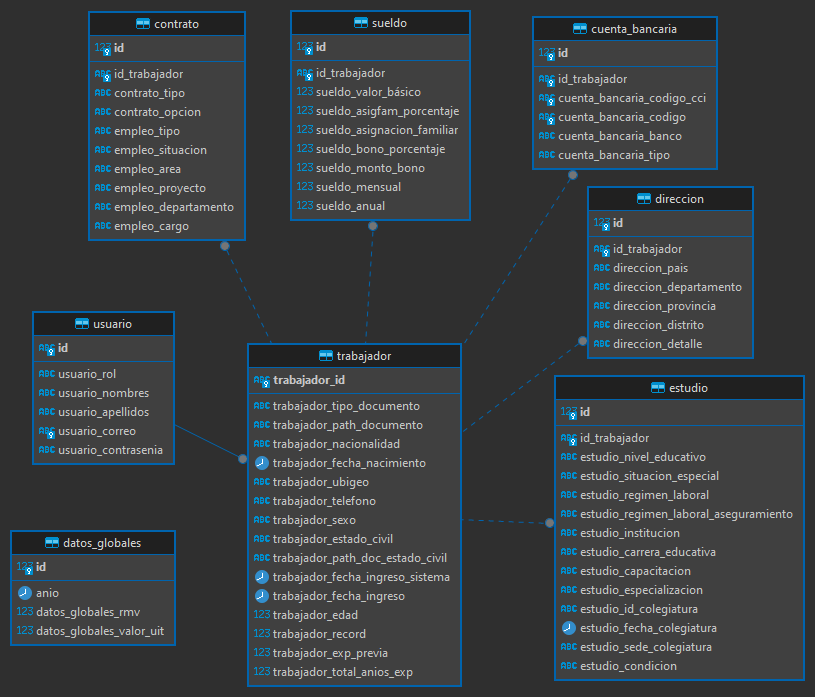 contrato
123 id
ABC id_trabajador
ABC contrato_tipo
ABC contrato_opcion
ABC empleo_tipo
ABC empleo_situacion
ABC empleo_area
ABC empleo_proyecto
ABC empleo_departamento
ABC empleo_cargo
sueldo
123 id
ABC id_trabajador
123 sueldo_valor_básico
123 sueldo_asigfam_porcetaje
123 sueldo_asignacion_familiar
123 sueldo_bono_porcetaje
123 sueldo_monto_bono
123 sueldo_mensual
123 sueldo_anual
cuenta_bancaria
123 id
ABC id_trabajador
ABC cuenta_bancaria_codigo_cci
ABC cuenta_bancaria_codigo
ABC cuenta_bancaria_banco
ABC cuenta_bancaria_tipo
direccion
123 id
ABC id_trabajador
ABC direccion_pais
ABC direccion_departamento
ABC direccion_provincia
ABC direccion_distrito
ABC direccion_detalle
usuario
ABC id
ABC usuario_rol
ABC usuario_nombres
ABC usuario_apellidos
ABC usuario_correo
ABC usuario_contrasenia
trabajador
ABC trabajador_id
ABC trabajador_tipo_documento
ABC trabajador_path_documento
ABC trabajador_nacionalidad
trabajador_fecha_nacimiento
ABC trabajador_ubigeo
ABC trabajador_telefono
ABC trabajador_sexo
ABC trabajador_estado_civil
ABC trabajador_path_doc_estado_civil
trabajador_fecha_ingreso_sistema
trabajador_fecha_ingreso
123 trabajador_edad
123 trabajador_record
123 trabajador_exp_previa
123 trabajador_total_anios_exp
estudio
123 id
ABC id_trabajador
ABC estudio_nivel_educativo
ABC estudio_situacion_especial
ABC estudio_regimen_laboral
ABC estudio_regimen_laboral_aseguramiento
ABC estudio_institucion
ABC estudio_carrera_educativa
ABC estudio_capacitacion
ABC estudio_especializacion
ABC estudio_id_colegiatura
estudio_fecha_colegiatura
ABC estudio_sede_colegiatura
ABC estudio_condicion
datos_globales
123 id
anio
123 datos_globales_rmv
123 datos_globales_valor_uit